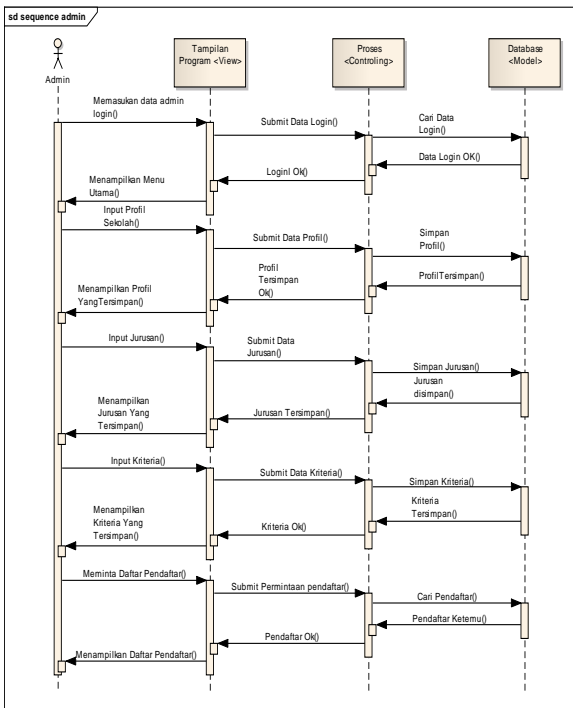 sd sequence admin
Admin
Tampilan
Program <View>
Proses
<Controling>
Database
<Model>
Memasukan data admin
login()
Submit Data Login()
Cari Data
Login()
Data Login OK()
LoginI Ok()
Menampilkan Menu
Utama()
Input Profil
Sekolah()
Submit Data Profil()
Simpan
Profil()
ProfilTersimpan()
Profil
Tersimpan
Ok()
Menampilkan Profil
YangTersimpan()
Input Jurusan()
Submit Data
Jurusan()
Simpan Jurusan()
Jurusan
disimpan()
Jurusan Tersimpan()
Menampilkan
Jurusan Yang
Tersimpan()
Input Kriteria()
Submit Data Kriteria()
Simpan Kriteria()
Kriteria
Tersimpan()
Kriteria Ok()
Menampilkan
Kriteria Yang
Tersimpan()
Meminta Daftar Pendaftar()
Submit Permintaan pendaftar()
Cari Pendaftar()
Pendaftar Ketemu()
Pendaftar Ok()
Menampilkan Daftar Pendaftar()